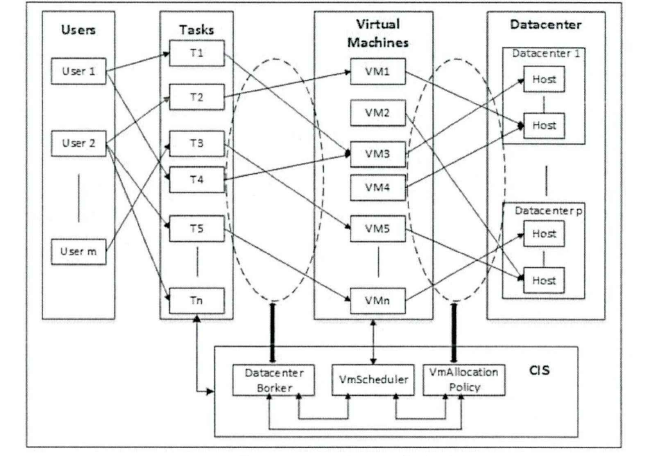 Users
Tasks
Virtual
Machines
Datacenter
User 1
User 2
User m
T1
T2
T3
T4
T5
Tn
VM1
VM2
VM3
VM4
VM5
VMn
Datacenter 1
Host
Host
Datacenter p
Host
Host
Datacenter
Borker
VmScheduler
VmAllocation
Policy
CIS